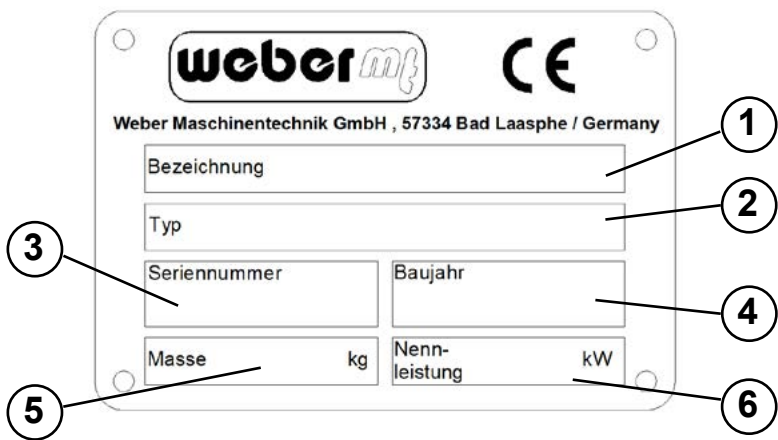 weber mt CE
Weber Maschinentechnik GmbH , 57334 Bad Laasphe / Germany
1
Bezeichnung
2
Typ
3
Seriennummer Baujahr
4
Masse kg Nenn-
leistung kW
5
6